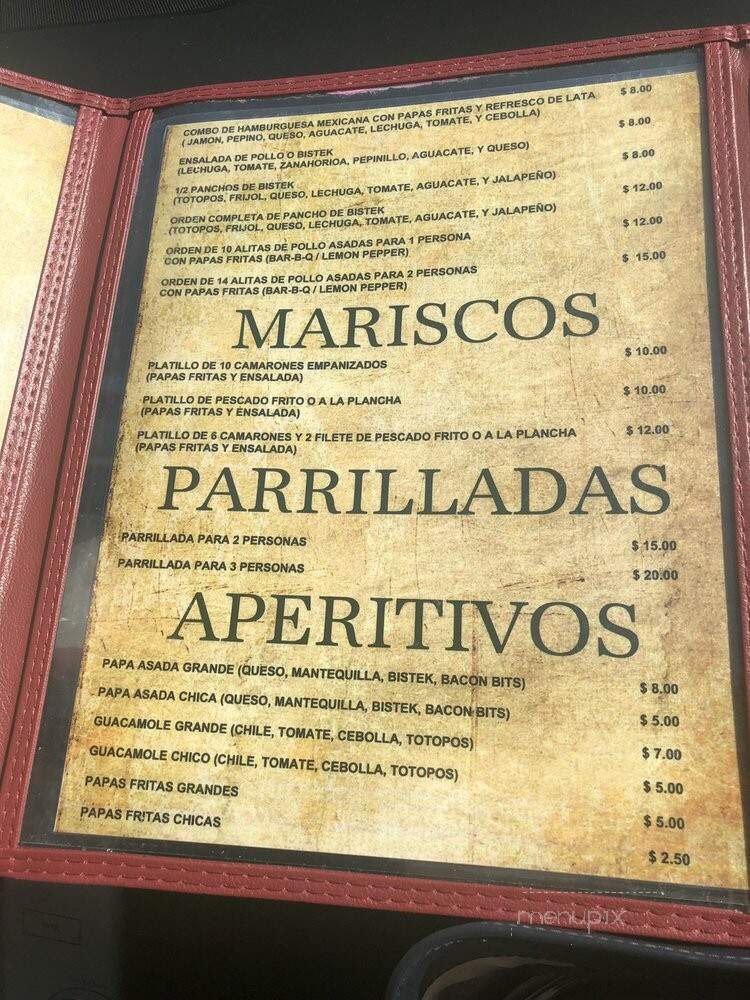 COMBO DE HAMBURGUESA MEXICANA CON PAPAS FRITAS Y REFRESCO DE LATA $ 8.00
( JAMON, PEPINO, QUESO, AGUACATE, LECHUGA, TOMATE, Y CEBOLLA)
ENSALADA DE POLLO O BISTEK $ 8.00
(LECHUGA, TOMATE, ZANAHORIOA, PEPINILLO, AGUACATE, Y QUESO)
1/2 PANCHOS DE BISTEK $ 8.00
(TOTOPOS, FRIJOL, QUESO, LECHUGA, TOMATE, AGUACATE, Y JALAPEÑO)
ORDEN COMPLETA DE PANCHO DE BISTEK $ 12.00
(TOTOPOS, FRIJOL, QUESO, LECHUGA, TOMATE, AGUACATE, Y JALAPEÑO)
ORDEN DE 10 ALITAS DE POLLO ASADAS PARA 1 PERSONA $ 12.00
CON PAPAS FRITAS (BAR-B-Q / LEMON PEPPER)
ORDEN DE 14 ALITAS DE POLLO ASADAS PARA 2 PERSONAS $ 15.00
CON PAPAS FRITAS (BAR-B-Q / LEMON PEPPER)
MARISCOS
PLATILLO DE 10 CAMARONES EMPANIZADOS $ 10.00
(PAPAS FRITAS Y ENSALADA)
PLATILLO DE PESCADO FRITO O A LA PLANCHA $ 10.00
(PAPAS FRITAS Y ENSALADA)
PLATILLO DE 6 CAMARONES Y 2 FILETE DE PESCADO FRITO O A LA PLANCHA $ 12.00
(PAPAS FRITAS Y ENSALADA)
PARRILLADAS
PARRILLADA PARA 2 PERSONAS $ 15.00
PARRILLADA PARA 3 PERSONAS $ 20.00
APERITIVOS
PAPA ASADA GRANDE (QUESO, MANTEQUILLA, BISTEK, BACON BITS) $ 8.00
PAPA ASADA CHICA (QUESO, MANTEQUILLA, BISTEK, BACON BITS) $ 5.00
GUACAMOLE GRANDE (CHILE, TOMATE, CEBOLLA, TOTOPOS) $ 7.00
GUACAMOLE CHICO (CHILE, TOMATE, CEBOLLA, TOTOPOS) $ 5.00
PAPAS FRITAS GRANDES $ 5.00
PAPAS FRITAS CHICAS $ 2.50
menupix